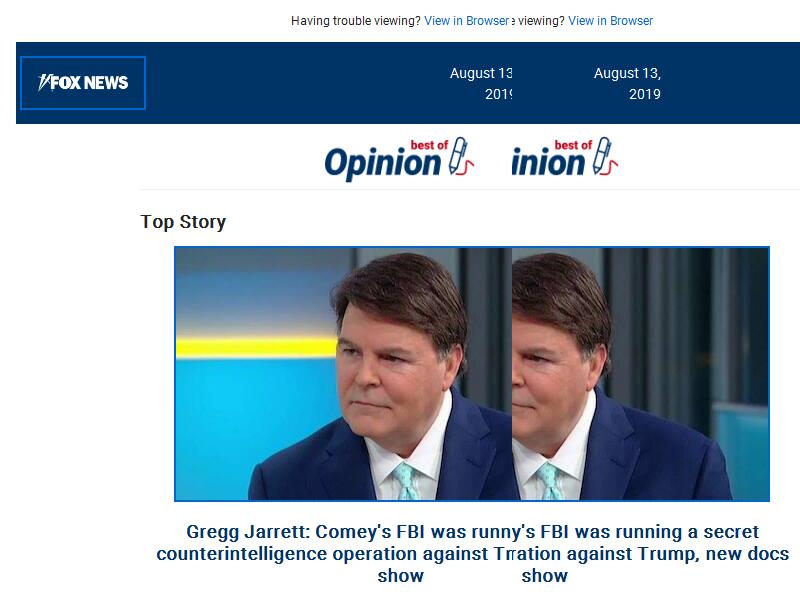 Having trouble viewing? View in Browser e viewing? View in Browser
FOX NEWS
August 13 August 13,
2019 2019
best of best of
Opinion inion
Top Story
Gregg Jarrett: Comey's FBI was runny's FBI was running a secret
counterintelligence operation against Trration against Trump, new docs
show show